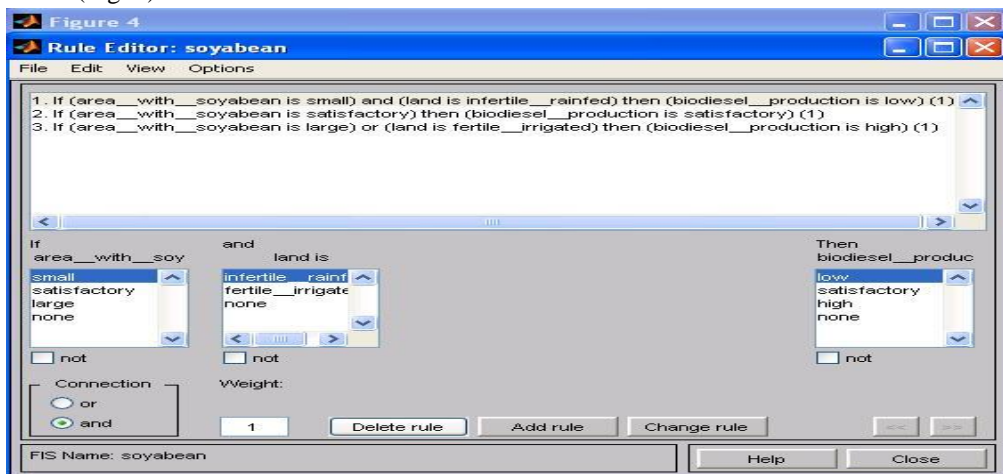 Figure 4
Rule Editor: soyabean
File Edit View Options
1. If (area__with__soyabean is small) and (land is infertile__rainfed) then (biodiesel__production is low) (1)
2. If (area__with__soyabean is satisfactory) then (biodiesel__production is satisfactory) (1)
3. If (area__with__soyabean is large) or (land is fertile__irrigated) then (biodiesel__production is high) (1)
If and Then
area__with__soy land is biodiesel__produc
small infertile__rainf low
satisfactory fertile__irrigate satisfactory
large none high
none none
not not not
Connection Weight:
or
and 1 Delete rule Add rule Change rule << >>
FIS Name: soyabean Help Close